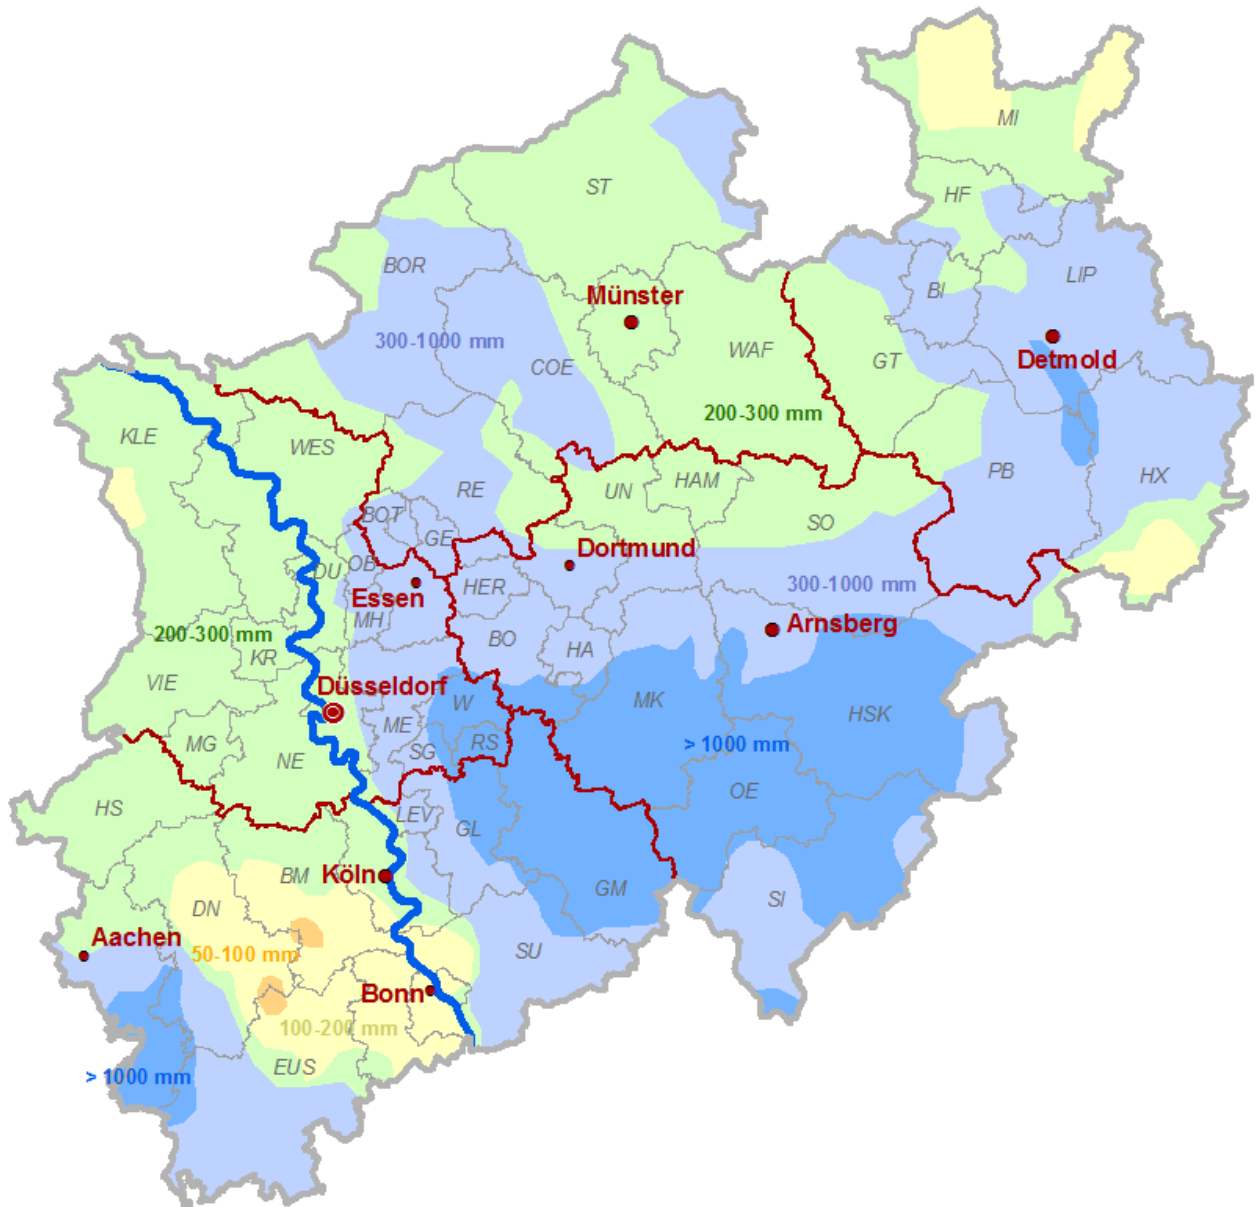 MI
ST
HF
BOR
LIP
BI
Münster
300-1000 mm
WAF
GT
Detmold
COE
200-300 mm
KLE
WES
PB
HX
RE
UN
HAM
SO
BOT
GE
Dortmund
DU
OB
Essen
HER
300-1000 mm
MH
Arnsberg
200-300 mm
BO
HA
KR
VIE
Düsseldorf
W
MK
HSK
ME
MG
SG
RS
> 1000 mm
NE
OE
HS
LEV
GL
BM
Köln
GM
SI
DN
Aachen
50-100 mm
SU
Bonn
100-200 mm
EUS
> 1000 mm